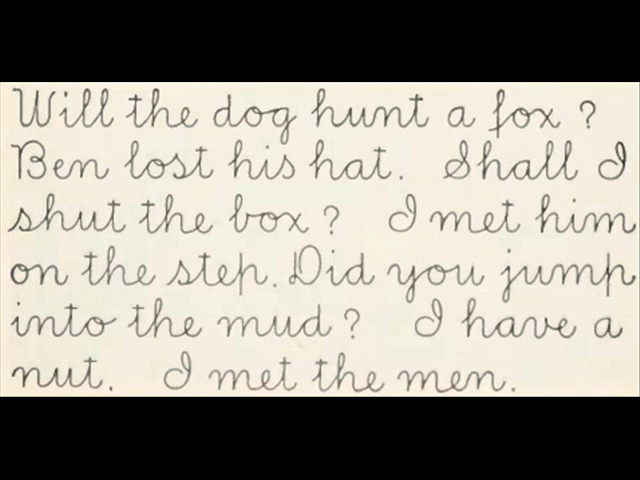 Will the dog hunt a fox?
Ben lost his hat. Shall I
shut the box? I met him
on the step. Did you jump
into the mud? I have a
nut. I met the men.